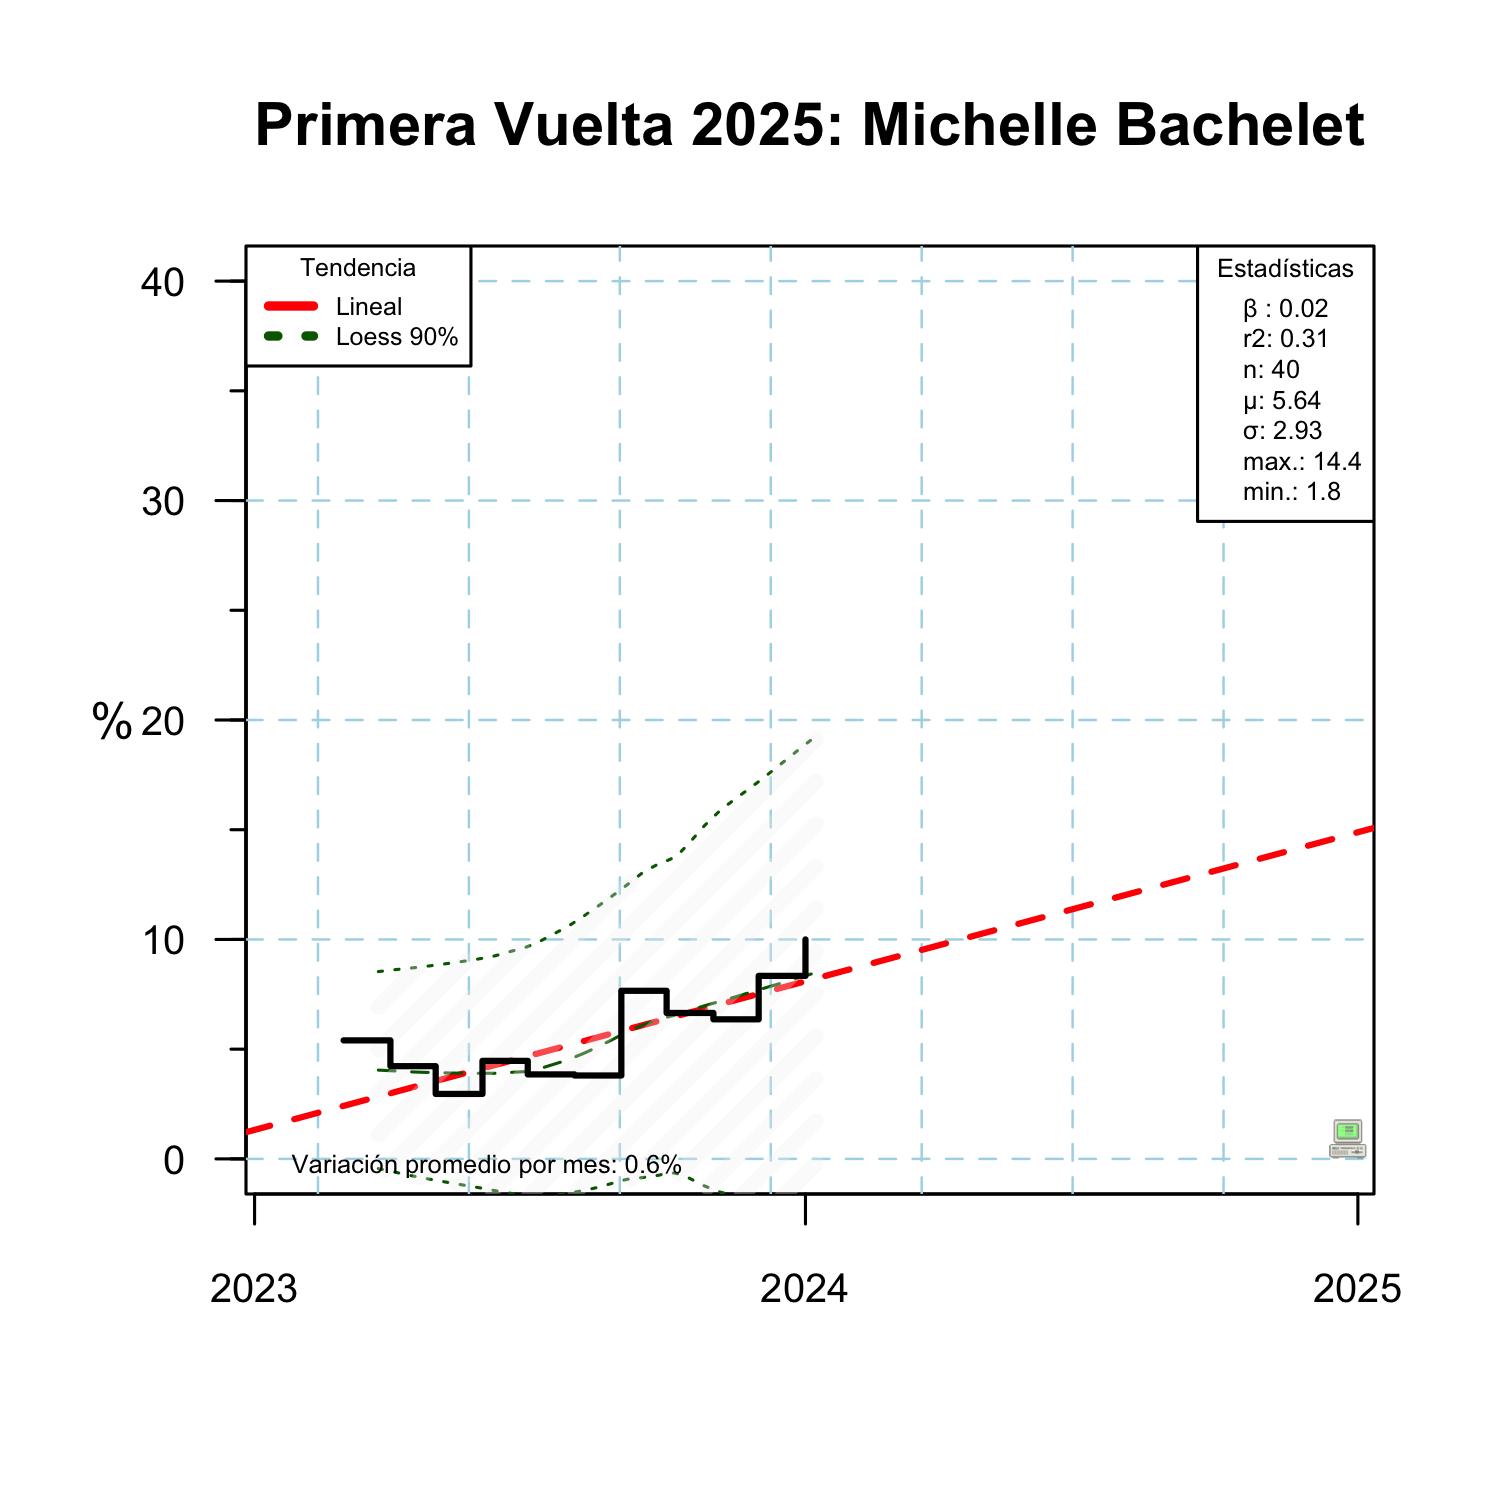 Primera Vuelta 2025: Michelle Bachelet
Tendencia
Lineal
Loess 90%
Estadísticas
β : 0.02
r2: 0.31
n: 40
μ: 5.64
σ: 2.93
max.: 14.4
min.: 1.8
40
30
%
20
10
0
Variación promedio por mes: 0.6%
2023
2024
2025